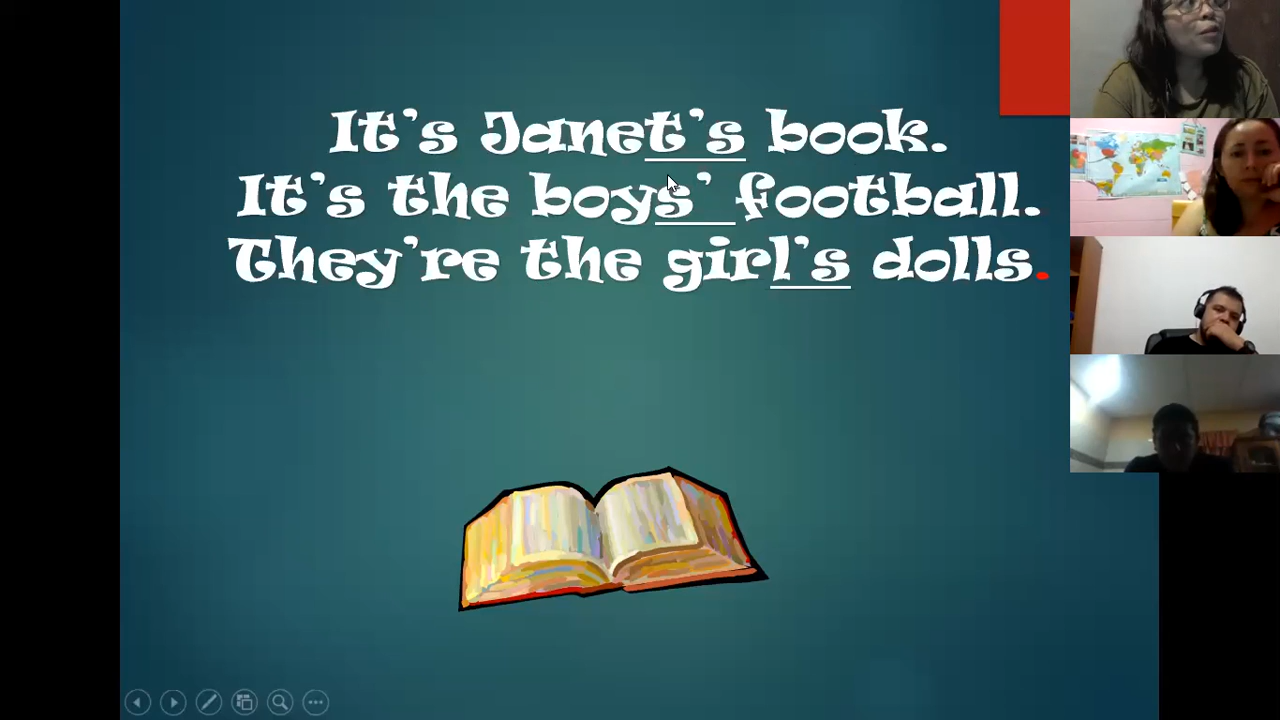 It's Janet's book.
It's the boys' football.
They're the girl's dolls.